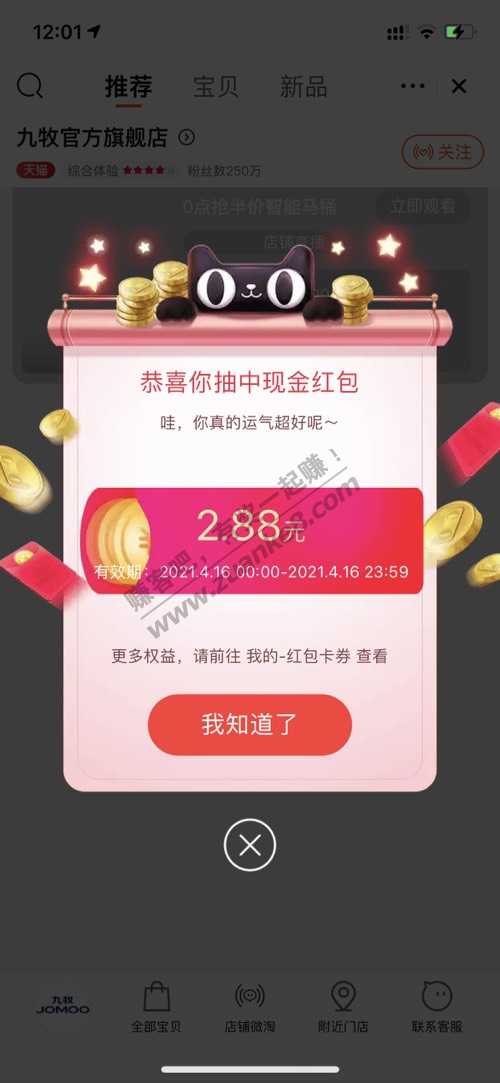 12:01
推荐 宝贝 新品
九牧官方旗舰店
关注
天猫 综合体验 粉丝数250万
0点抢半价智能马桶
立即观看
店铺直播
恭喜你抽中现金红包
哇，你真的运气超好呢～
2.88元
有效期：2021.4.16 00:00-2021.4.16 23:59
赚客吧，有奖一起赚！
www.zuanke8.com
更多权益，请前往 我的-红包卡券 查看
我知道了
九牧
JOMOO
全部宝贝 店铺微淘 附近门店 联系客服